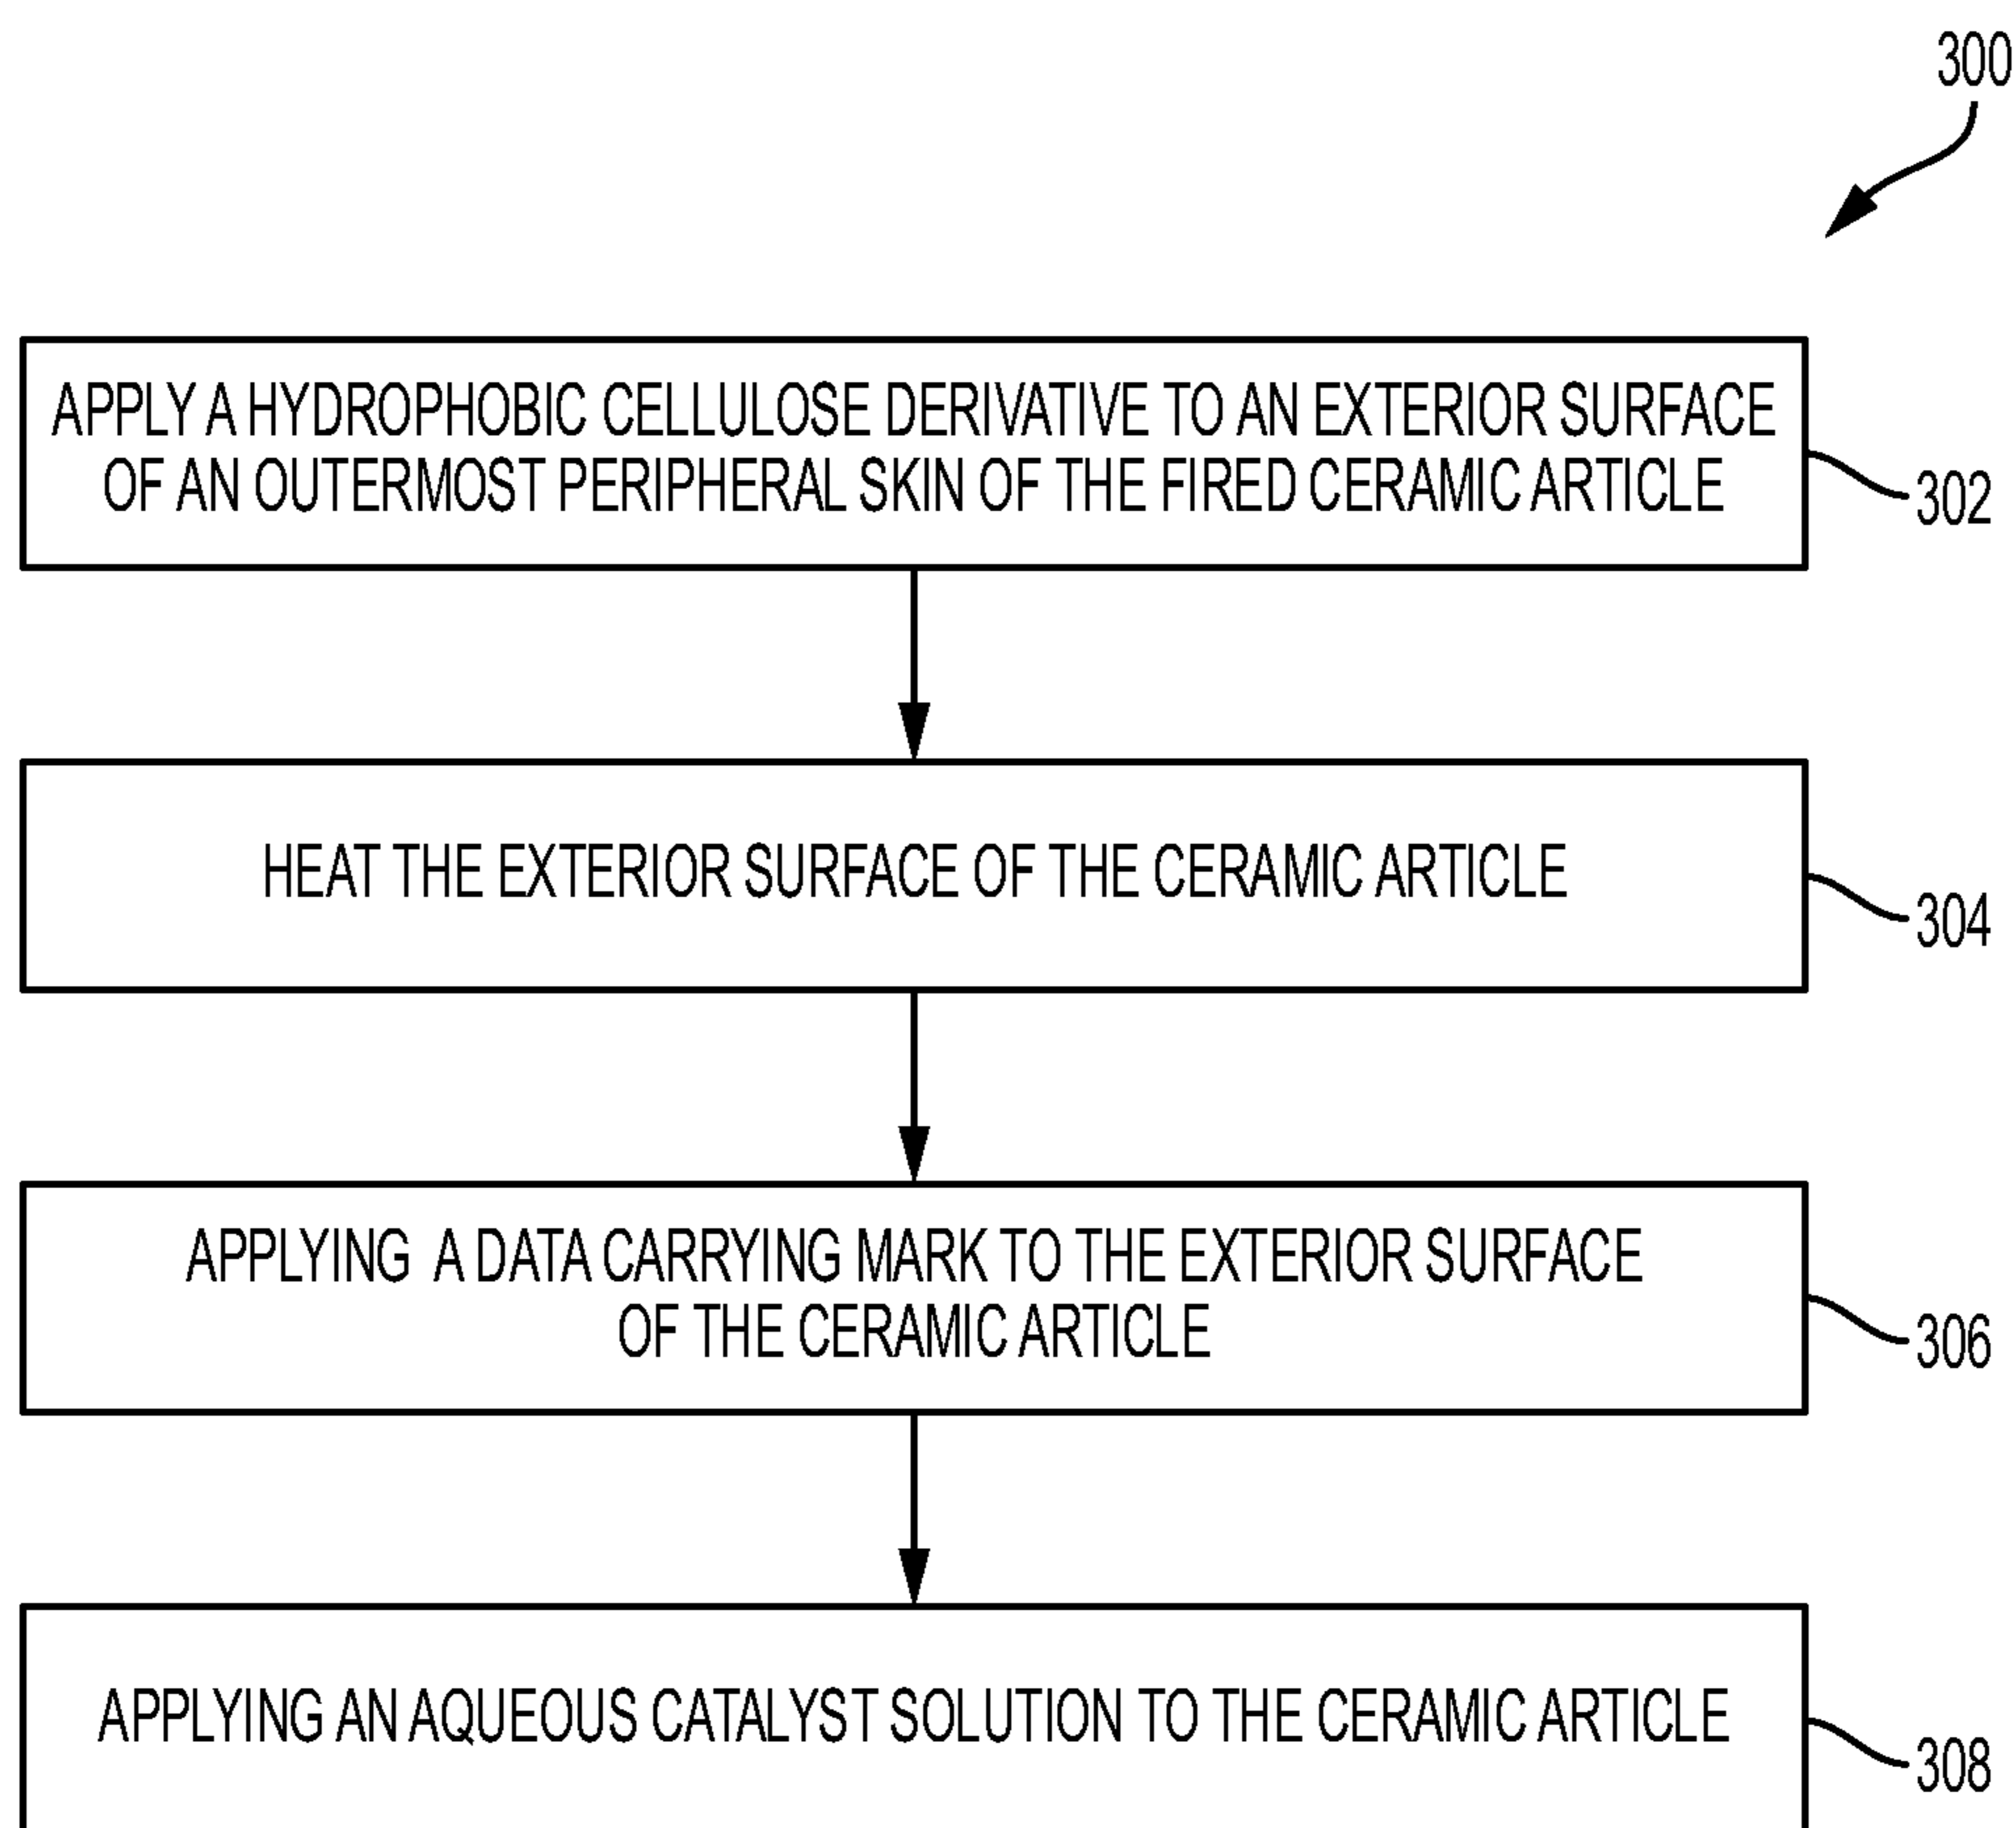 300
APPLY A HYDROPHOBIC CELLULOSE DERIVATIVE TO AN EXTERIOR SURFACE
OF AN OUTERMOST PERIPHERAL SKIN OF THE FIRED CERAMIC ARTICLE
302
HEAT THE EXTERIOR SURFACE OF THE CERAMIC ARTICLE
304
APPLYING A DATA CARRYING MARK TO THE EXTERIOR SURFACE
OF THE CERAMIC ARTICLE
306
APPLYING AN AQUEOUS CATALYST SOLUTION TO THE CERAMIC ARTICLE
308